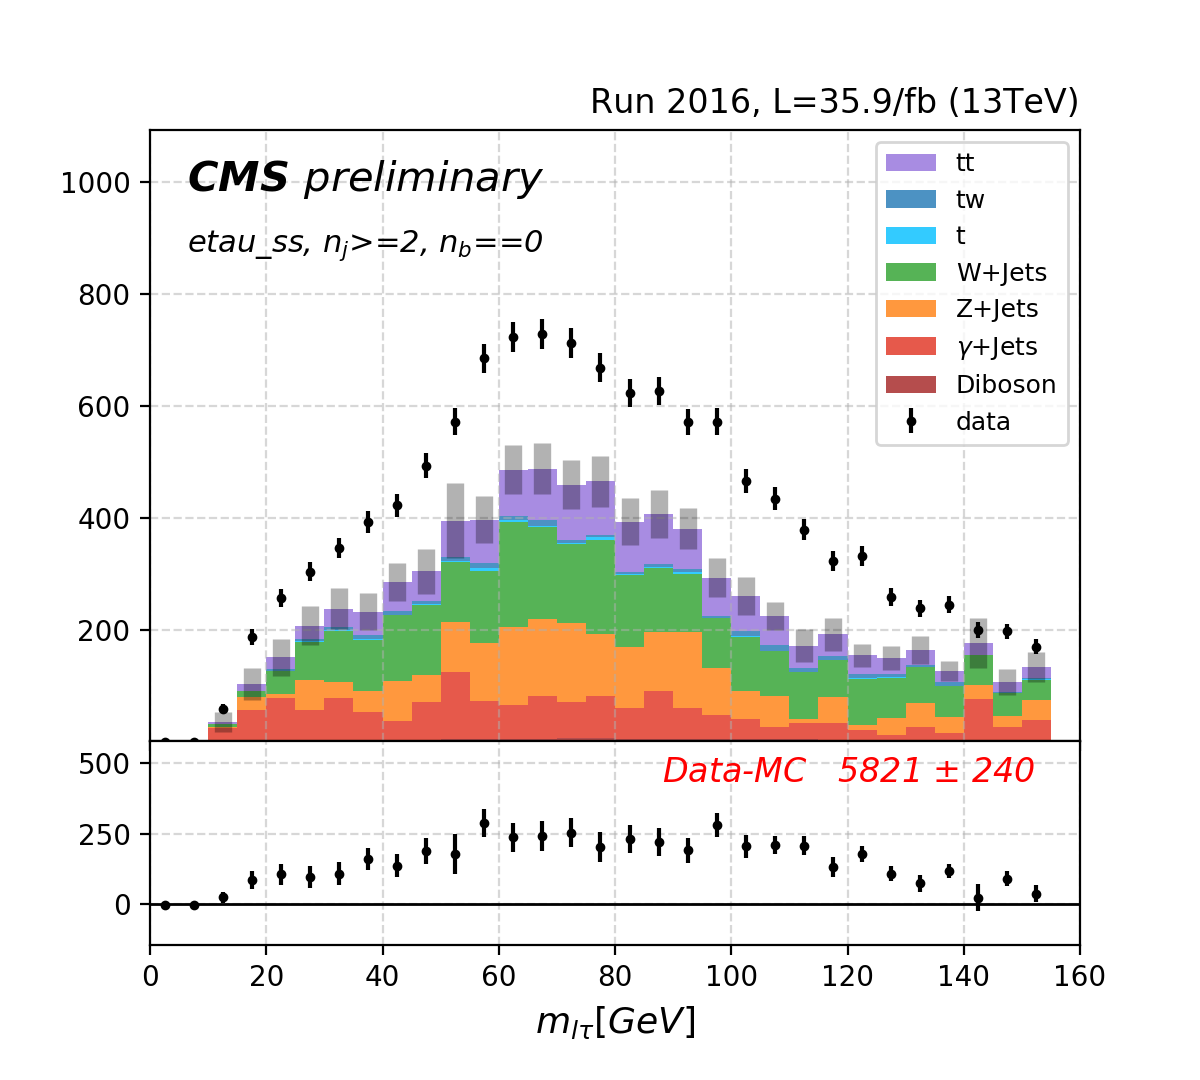 Run 2016, L=35.9/fb (13TeV)
CMS preliminary
etau_ss, n_j>=2, n_b==0
tt
tw
t
W+Jets
Z+Jets
γ+Jets
Diboson
data
1000
800
600
400
200
Data-MC 5821 ± 240
500
250
0
0 20 40 60 80 100 120 140 160
m_{lτ}[GeV]